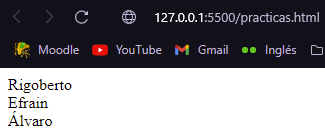 127.0.0.1:5500/practicas.html
Moodle YouTube Gmail Inglés
Rigoberto
Efrain
Álvaro